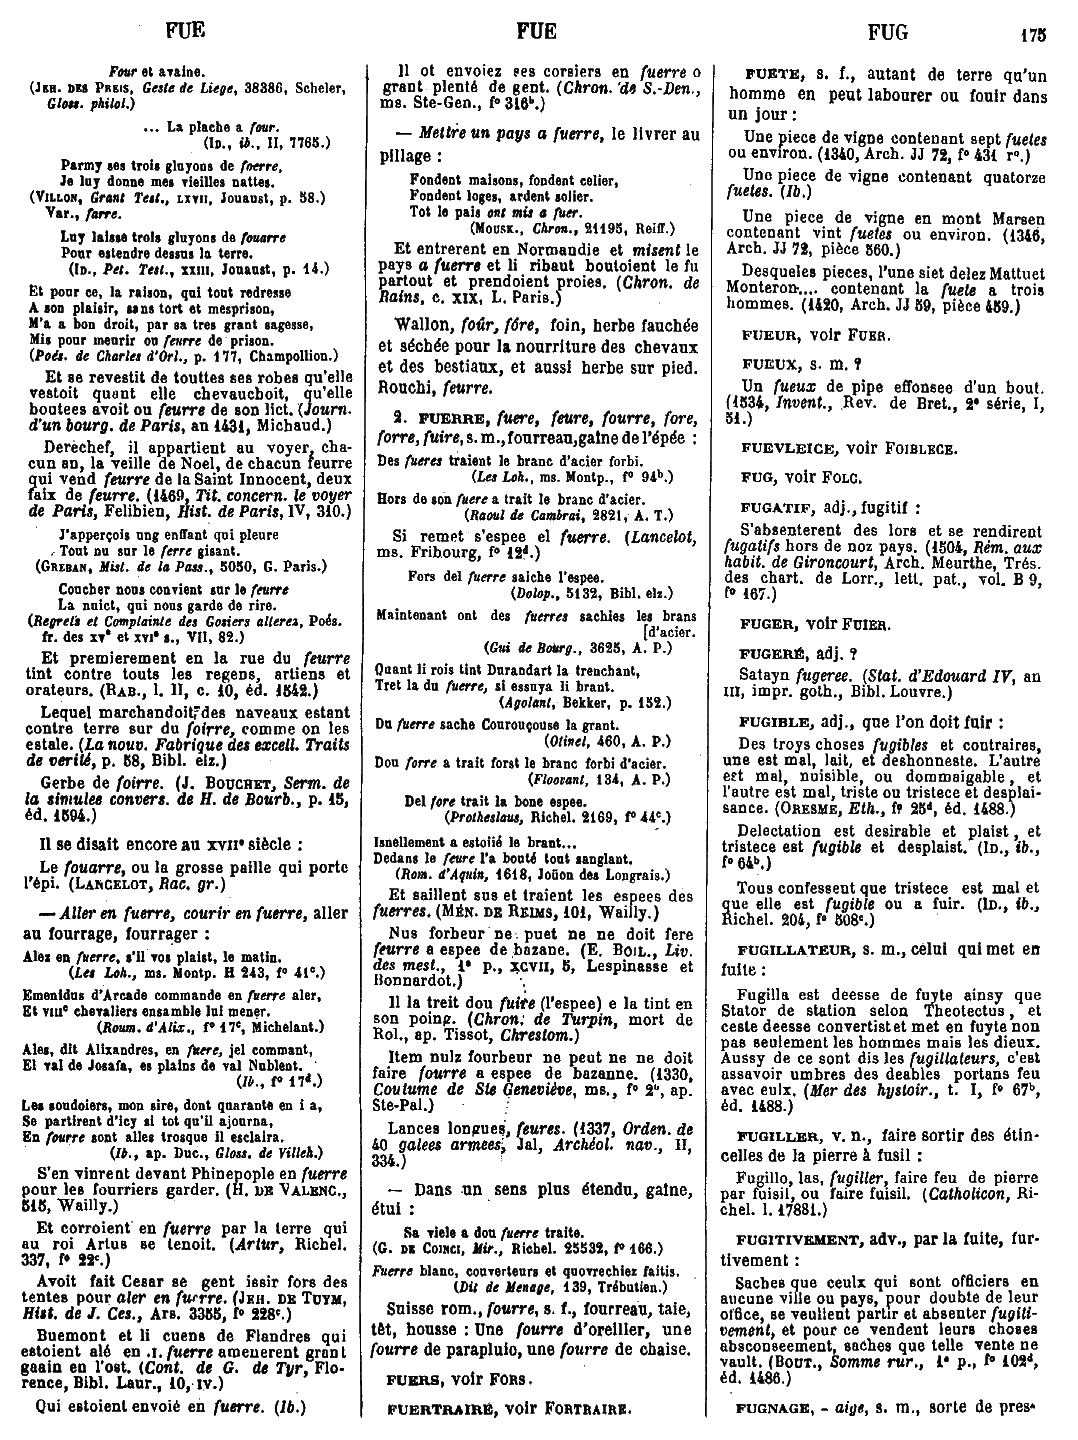 FUE
FUE
FUG
175
Four et avaine.
(JEH. DES PREIS, Geste de Liege, 38386, Scheler,
Gloss. philol.)
... La plache a four.
(ID., ib., II, 7765.)
Parmy ses trois gluyons de foerre,
Je luy donne mes vieilles nattes.
(VILLON, Grant Test., LXVII, Jouaust, p. 58.)
Var., farre.
Luy laisse trois gluyons de fouarre
Pour estendre dessus la terre.
(ID., Pet. Test., XXIII, Jouaust, p. 14.)
Et pour ce, la raison, qui tout redresse
A son plaisir, sans tort et mesprison,
M'a a bon droit, par sa tres grant sagesse,
Mis pour meurir ou feurre de prison.
(Poés. de Charles d'Orl., p. 177, Champollion.)
Et se revestit de touttes ses robes qu'elle
vestoit quant elle chevauchoit, qu'elle
boutees avoit ou feurre de son lict. (Journ.
d'un bourg. de Paris, an 1431, Michaud.)
Derechef, il appartient au voyer, cha-
cun an, la veille de Noel, de chacun feurre
qui vend feurre de la Saint Innocent, deux
faix de feurre. (1469, Tit. concern. le voyer
de Paris, Felibien, Hist. de Paris, IV, 310.)
J'apperçois ung enffant qui pleure
Tout nu sur le ferre gisant.
(GREBAN, Mist. de la Pass., 5050, G. Paris.)
Coucher nous convient sur le feurre
La nuict, qui nous garde de rire.
(Regrets et Complainte des Gosiers alterez, Poés.
fr. des XVe et XVIe s., VII, 82.)
Et premierement en la rue du feurre
tint contre touts les regens, artiens et
orateurs. (RAB., l. II, c. 10, éd. 1542.)
Lequel marchandoit des naveaux estant
contre terre sur du foirre, comme on les
estale. (La nouv. Fabrique des excell. Traits
de verité, p. 58, Bibl. elz.)
Gerbe de foirre. (J. BOUCHET, Serm. de
la simulee convers. de H. de Bourb., p. 15,
éd. 1594.)
Il se disait encore au XVIIe siècle :
Le fouarre, ou la grosse paille qui porte
l'épi. (LANCELOT, Rac. gr.)
— Aller en fuerre, courir en fuerre, aller
au fourrage, fourrager :
Alez en fuerre, s'il vos plaist, le matin.
(Les Loh., ms. Montp. H 243, fo 41c.)
Emenidus d'Arcade commande en fuerre aler,
Et VIIIe chevaliers ensamble lui mener.
(Roum. d'Alix., fo 17c, Michelant.)
Ales, dit Alixandres, en fuere, jel commant,
El val de Josafa, es plains de val Nublent.
(Ib., fo 17d.)
Les soudoiers, mon sire, dont quarante en i a,
Se partirent d'icy si tot qu'il ajourna,
En fourre sont alles trosque il esclaira.
(Ib., ap. Duc., Gloss. de Villeh.)
S'en vinrent devant Phinepople en fuerre
pour les fourriers garder. (H. DE VALENC.,
515, Wailly.)
Et corroient en fuerre par la terre qui
au roi Artus se tenoit. (Artur, Richel.
337, fo 22c.)
Avoit fait Cesar se gent issir fors des
tentes pour aler en fuerre. (JEH. DE TUYM,
Hist. de J. Ces., ARS. 3355, fo 228c.)
Buemont et li cuens de Flandres qui
estoient alé en .I. fuerre amenerent grant
gaain en l'ost. (Cont. de G. de Tyr, Flo-
rence, Bibl. Laur., 10, IV.)
Qui estoient envoié en fuerre. (Ib.)
Il ot envoiez ses corsiers en fuerre o
grant plenté de gent. (Chron. de S.-Den.,
ms. Ste-Gen., fo 316b.)
— Mettre un pays a fuerre, le livrer au
pillage :
Fondent maisons, fondent celier,
Fondent loges, ardent solier.
Tot le païs ont mis a fuer.
(MOUSK., Chron., 21195, Reiff.)
Et entrerent en Normandie et misent le
pays a fuerre et li ribaut boutoient le fu
partout et prendoient proies. (Chron. de
Rains, c. XIX, L. Paris.)
Wallon, foûr, fôre, foin, herbe fauchée
et séchée pour la nourriture des chevaux
et des bestiaux, et aussi herbe sur pied.
Rouchi, feurre.
2. FUERRE, fuere, feure, fourre, fore,
forre, fuire, s. m., fourreau, gaîne de l'épée :
Des fueres traient le branc d'acier forbi.
(Les Loh., ms. Montp., fo 94b.)
Hors de son fuere a trait le branc d'acier.
(Raoul de Cambrai, 2821, A. T.)
Si remet s'espee el fuerre. (Lancelot,
ms. Fribourg, fo 12d.)
Fors del fuerre saiche l'espee.
(Dolop., 5132, Bibl. elz.)
Maintenant ont des fuerres sachies les brans
[d'acier.
(Gui de Bourg., 3625, A. P.)
Quant li rois tint Durandart la trenchant,
Tret la du fuerre, si essuya li brant.
(Agolant, Bekker, p. 152.)
Du fuerre sache Courouçouse la grant.
(Otinel, 460, A. P.)
Dou forre a trait forst le branc forbi d'acier.
(Floovant, 134, A. P.)
Del fore trait la bone espee.
(Protheslaus, Richel. 2169, fo 44c.)
Isnellement a estolié le brant...
Dedans le feure l'a bouté tout sanglant.
(Rom. d'Aquin, 1618, Joüon des Longrais.)
Et saillent sus et traient les espees des
fuerres. (MÉN. DE REIMS, 101, Wailly.)
Nus forbeur ne puet ne ne doit fere
feurre a espee de bazane. (E. BOIL., Liv.
des mest., 1e p., XCVII, 5, Lespinasse et
Bonnardot.)
Il la treit dou fuire (l'espee) e la tint en
son poing. (Chron. de Turpin, mort de
Rol., ap. Tissot, Chrestom.)
Item nulz fourbeur ne peut ne ne doit
faire fourre a espee de bazanne. (1330,
Coutume de Ste Geneviève, ms., fo 2b, ap.
Ste-Pal.)
Lances longues, feures. (1337, Orden. de
40 galees armees, Jal, Archéol. nav., II,
334.)
— Dans un sens plus étendu, gaîne,
étui :
Sa viele a dou fuerre traite.
(G. DE COINCI, Mir., Richel. 25532, fo 166.)
Fuerre blanc, couverteurs et quovrechiez faitis.
(Dit de Menage, 139, Trébutien.)
Suisse rom., fourre, s. f., fourreau, taie,
têt, housse : Une fourre d'oreiller, une
fourre de parapluie, une fourre de chaise.
FUERS, voir FORS.
FUERTRAIRE, voir FORTRAIRE.
FUETE, s. f., autant de terre qu'un
homme en peut labourer ou fouir dans
un jour :
Une piece de vigne contenant sept fuetes
ou environ. (1340, Arch. JJ 72, fo 431 ro.)
Une piece de vigne contenant quatorze
fuetes. (Ib.)
Une piece de vigne en mont Marsen
contenant vint fuetes ou environ. (1346,
Arch. JJ 72, pièce 560.)
Desqueles pieces, l'une siet delez Mattuet
Monteron.... contenant la fuete a trois
hommes. (1420, Arch. JJ 59, pièce 459.)
FUEUR, voir FUER.
FUEUX, s. m. ?
Un fueux de pipe effonsee d'un bout.
(1534, Invent., Rev. de Bret., 2e série, I,
51.)
FUEVLEICE, voir FOIBLECE.
FUG, voir FOLC.
FUGATIF, adj., fugitif :
S'absenterent des lors et se rendirent
fugatifs hors de noz pays. (1504, Rém. aux
habit. de Gironcourt, Arch. Meurthe, Trés.
des chart. de Lorr., lett. pat., vol. B 9,
fo 167.)
FUGER, voir FUIER.
FUGERÉ, adj. ?
Satayn fugeree. (Stat. d'Edouard IV, an
III, impr. goth., Bibl. Louvre.)
FUGIBLE, adj., que l'on doit fuir :
Des troys choses fugibles et contraires,
une est mal, lait, et deshonneste. L'autre
est mal, nuisible, ou dommaigable, et
l'autre est mal, triste ou tristece et desplai-
sance. (ORESME, Eth., fo 25d, éd. 1488.)
Delectation est desirable et plaist, et
tristece est fugible et desplaist. (ID., ib.,
fo 64b.)
Tous confessent que tristece est mal et
que elle est fugible ou a fuir. (ID., ib.,
Richel. 204, fo 508c.)
FUGILLATEUR, s. m., celui qui met en
fuite :
Fugilla est deesse de fuyte ainsy que
Stator de station selon Theotectus, et
ceste deesse convertist et met en fuyte non
pas seulement les hommes mais les dieux.
Aussy de ce sont dis les fugillateurs, c'est
assavoir umbres des deables portans feu
avec eulx. (Mer des hystoir., t. I, fo 67b,
éd. 1488.)
FUGILLER, v. n., faire sortir des étin-
celles de la pierre à fusil :
Fugillo, las, fugiller, faire feu de pierre
par fuisil, ou faire fuisil. (Catholicon, Ri-
chel. l. 17881.)
FUGITIVEMENT, adv., par la fuite, fur-
tivement :
Saches que ceulx qui sont officiers en
aucune ville ou pays, pour doubte de leur
office, se veullent partir et absenter fugiti-
vement, et pour ce vendent leurs choses
absconseement, saches que telle vente ne
vault. (BOUT., Somme rur., 1e p., fo 102d,
éd. 1486.)
FUGNAGE, - aige, s. m., sorte de pres-